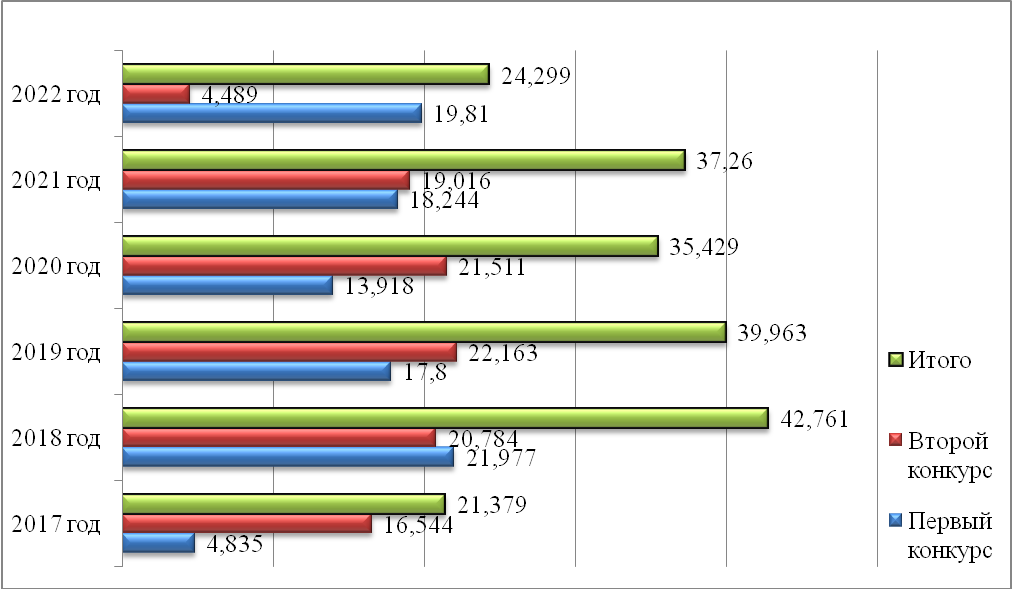 24,299
2022 год
4,489
19,81
37,26
2021 год
19,016
18,244
35,429
2020 год
21,511
13,918
39,963
2019 год
22,163
17,8
42,761
2018 год
20,784
21,977
21,379
2017 год
16,544
4,835
Итого
Второй
конкурс
Первый
конкурс